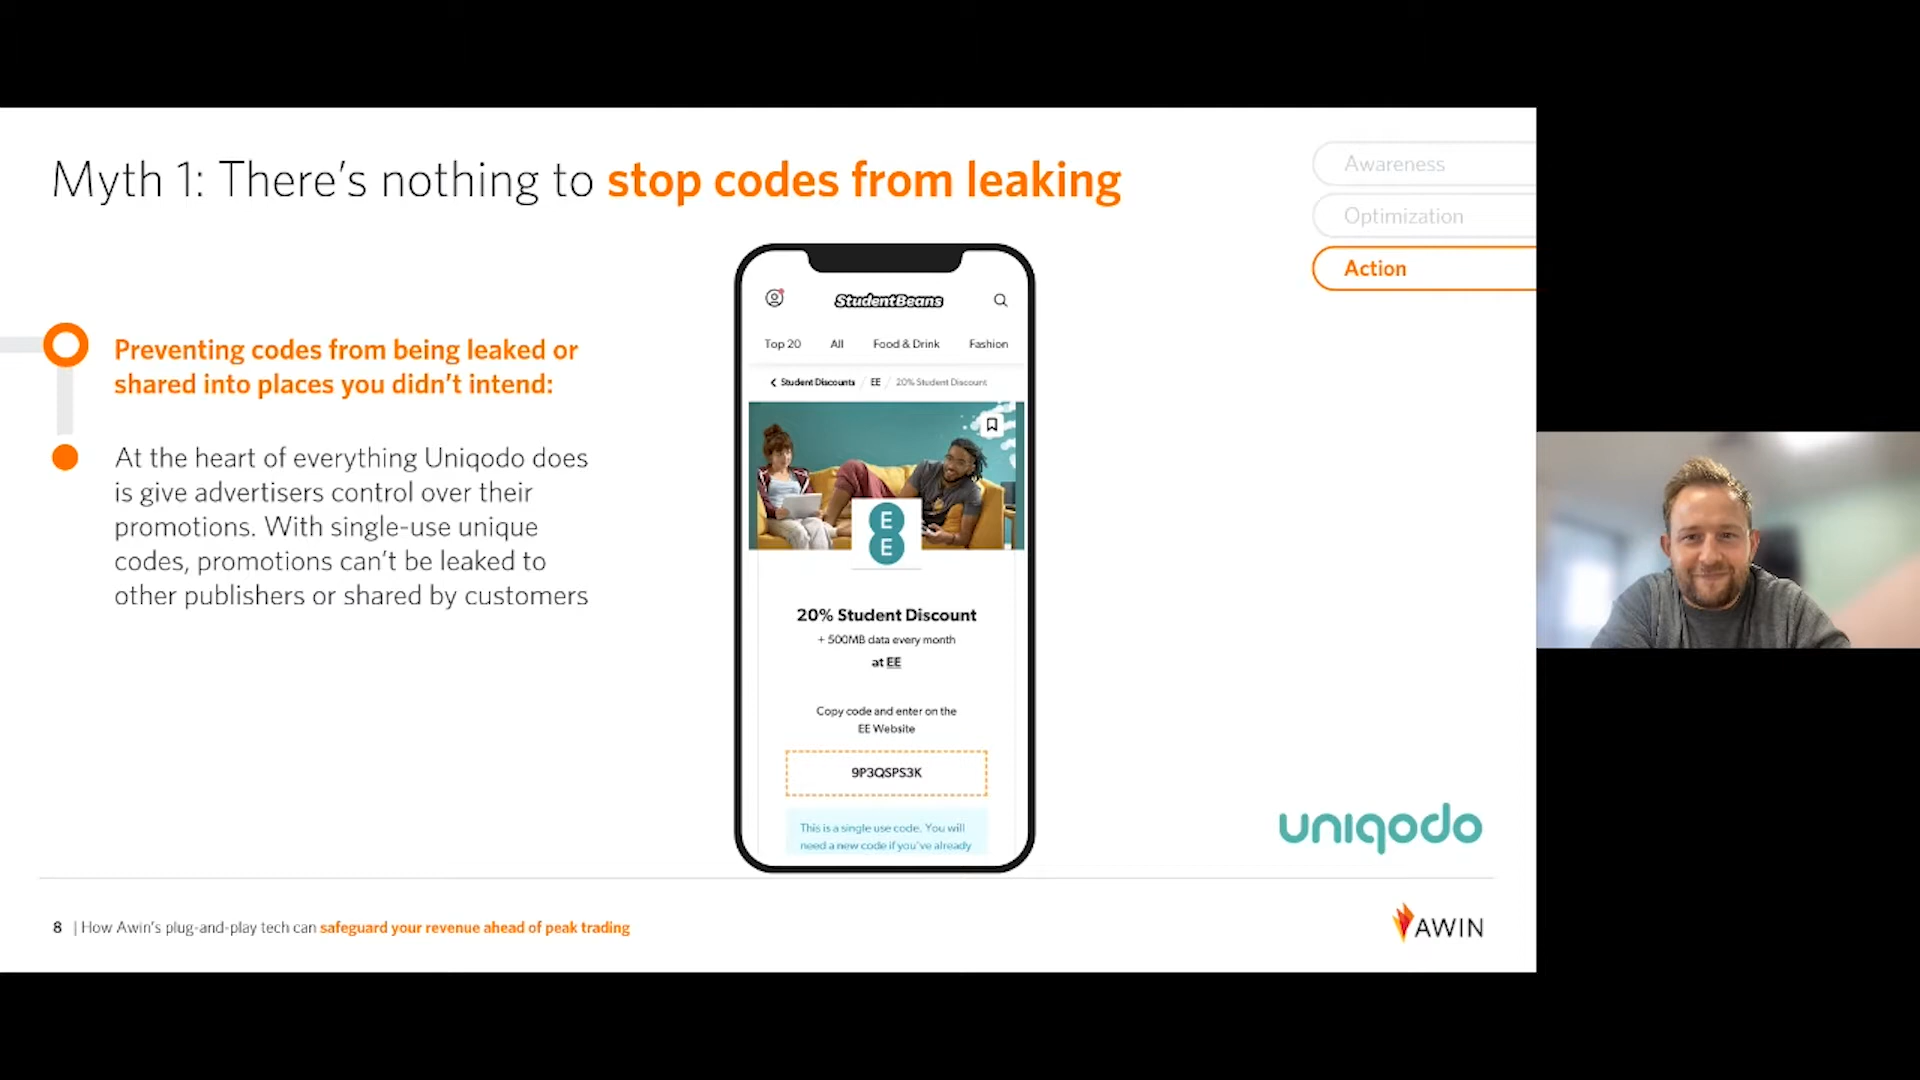 Myth 1: There's nothing to stop codes from leaking
Awareness
Optimization
Action
Preventing codes from being leaked or
shared into places you didn't intend:
At the heart of everything Uniqodo does
is give advertisers control over their
promotions. With single-use unique
codes, promotions can't be leaked to
other publishers or shared by customers
StudentBeans
Top 20 All Food & Drink Fashion
Student Discounts / EE / 20% Student Discount
E
E
20% Student Discount
+ 500MB data every month
at EE
Copy code and enter on the
EE Website
9P3QSPS3K
This is a single use code. You will
need a new code if you've already
uniqodo
8 | How Awin's plug-and-play tech can safeguard your revenue ahead of peak trading
AWIN